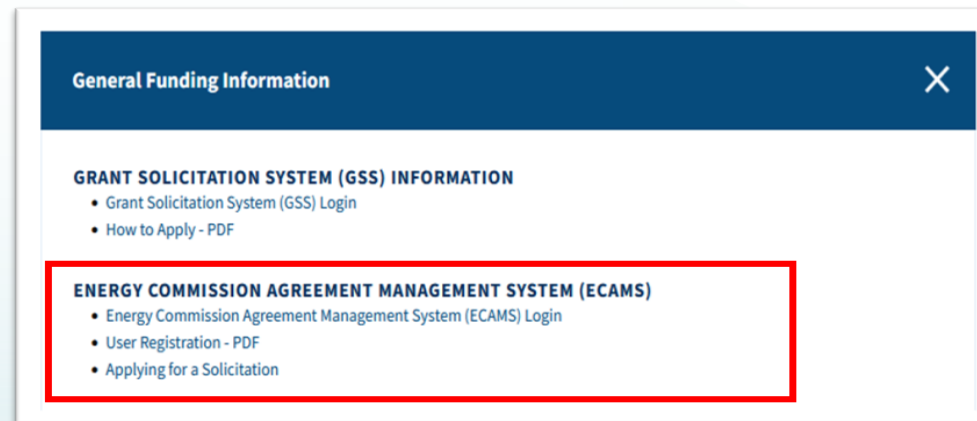 General Funding Information
GRANT SOLICITATION SYSTEM (GSS) INFORMATION
• Grant Solicitation System (GSS) Login
• How to Apply - PDF
ENERGY COMMISSION AGREEMENT MANAGEMENT SYSTEM (ECAMS)
• Energy Commission Agreement Management System (ECAMS) Login
• User Registration - PDF
• Applying for a Solicitation